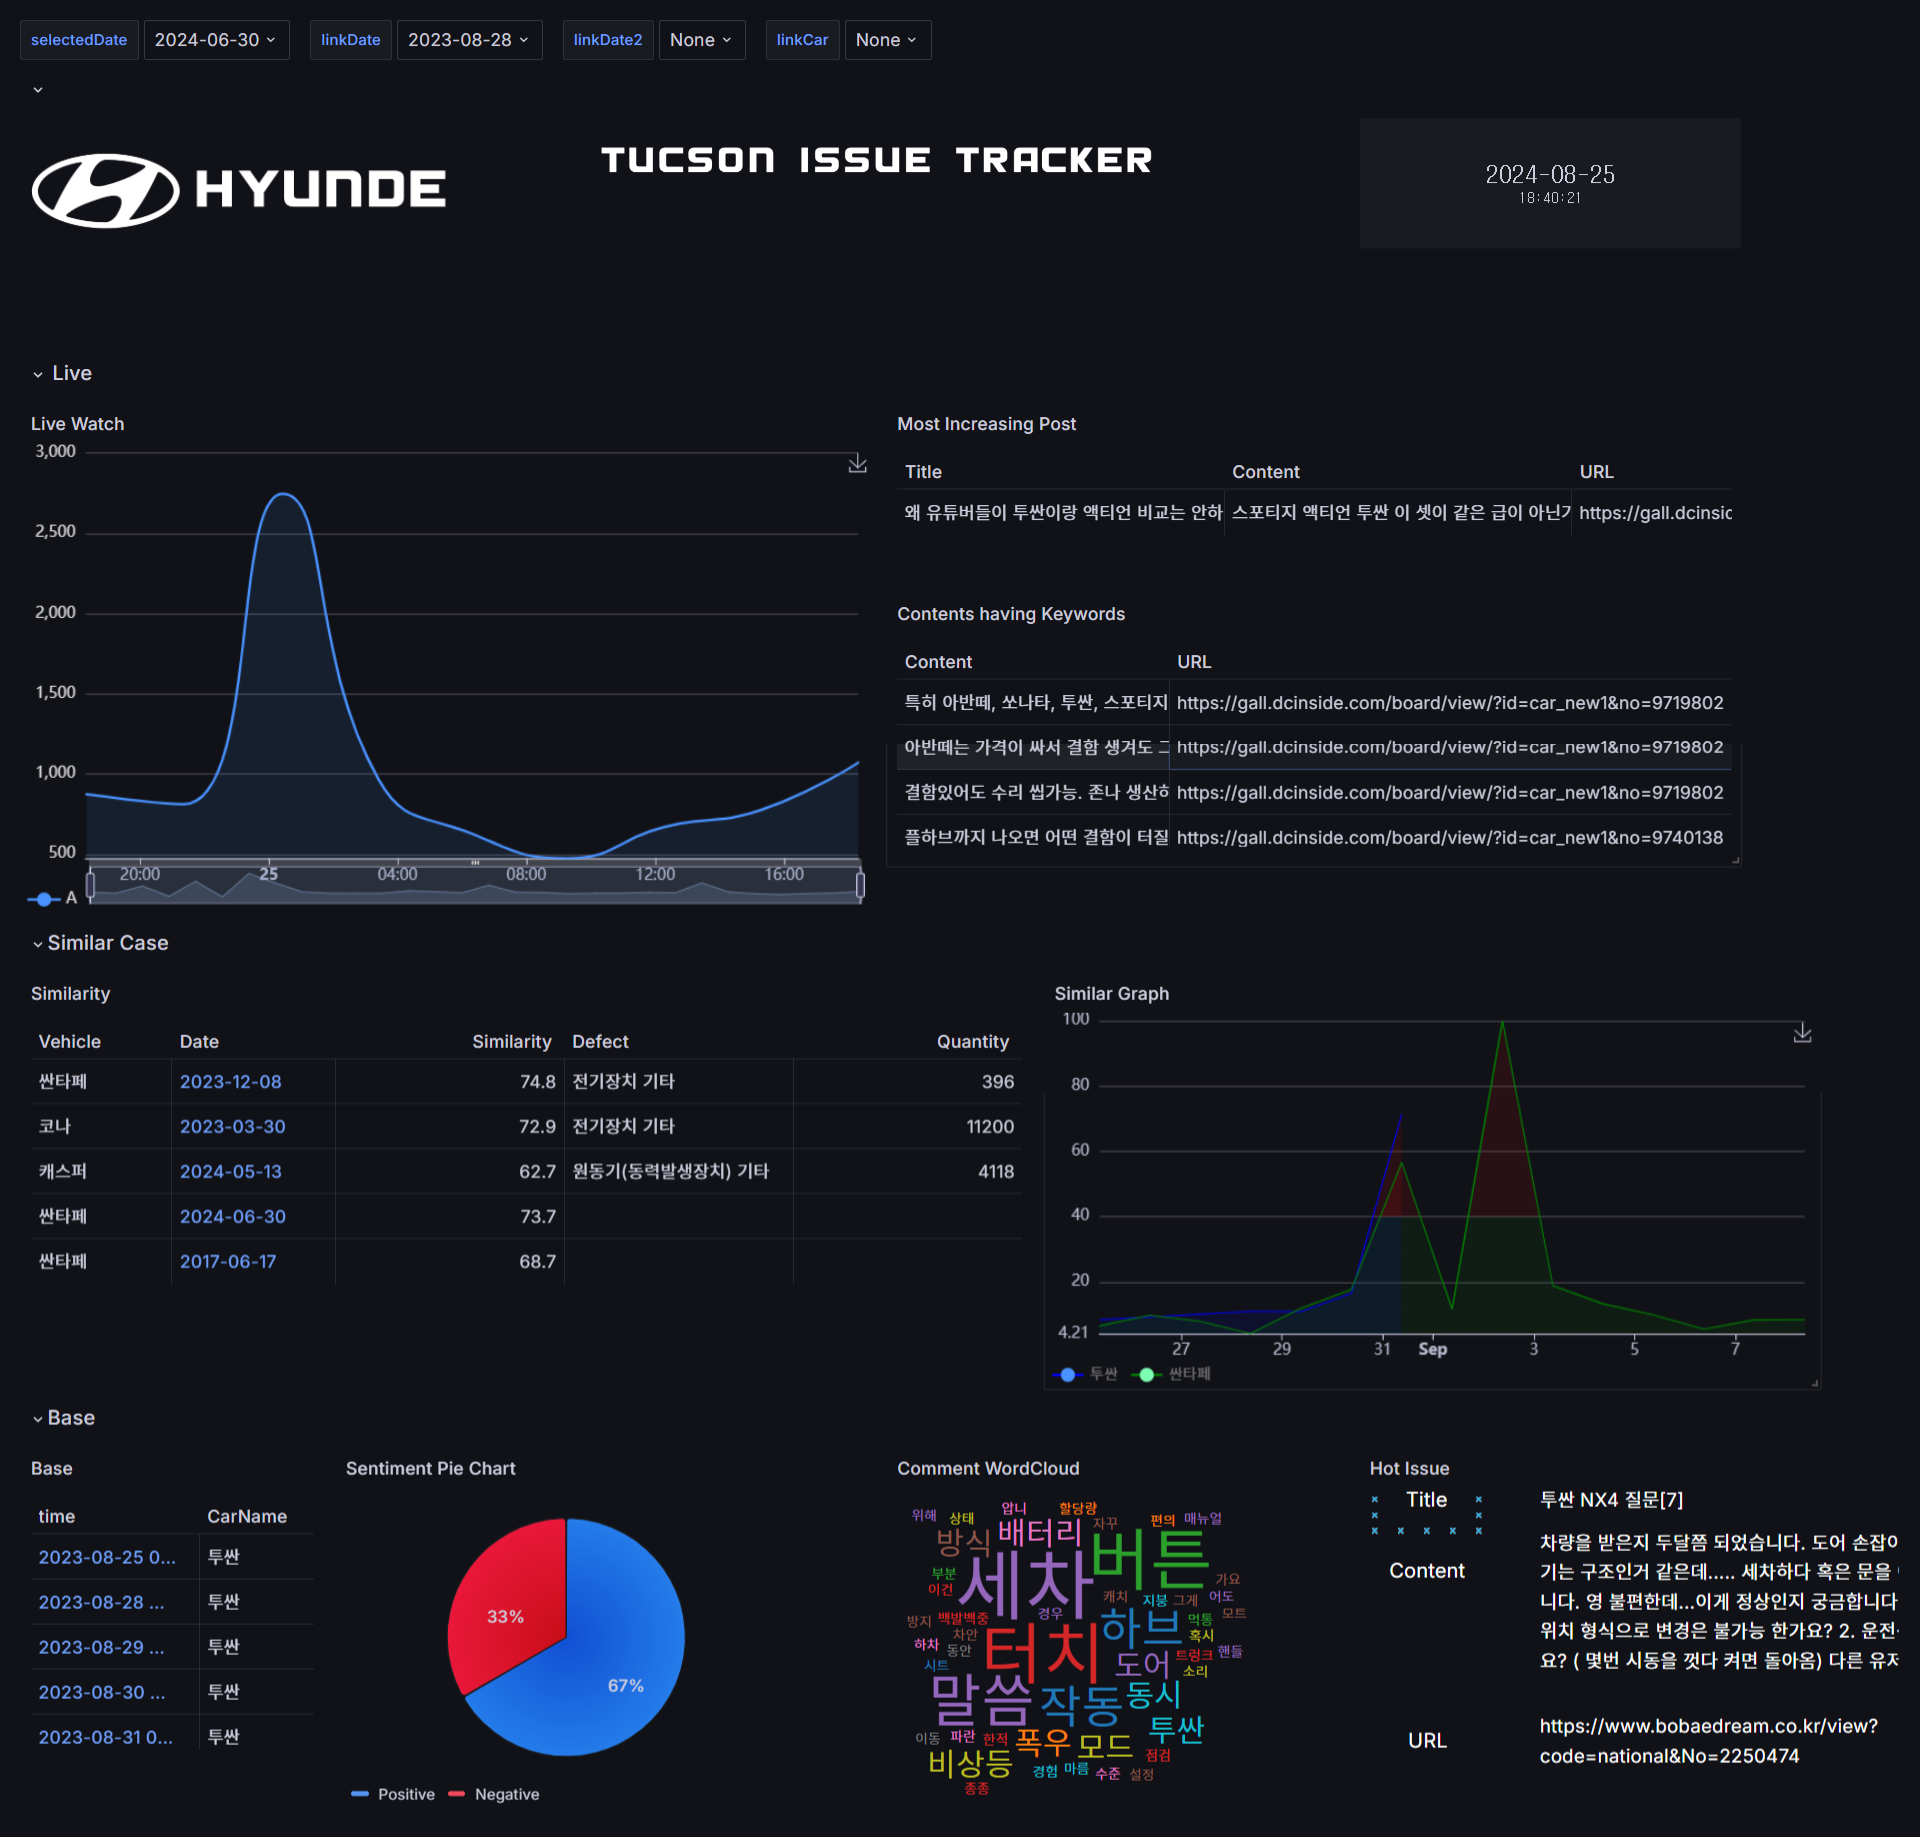 selectedDate 2024-06-30 linkDate 2023-08-28 linkDate2 None linkCar None
HYUNDE
TUCSON ISSUE TRACKER
2024-08-25
18:40:21
Live
Live Watch
3,000
2,500
2,000
1,500
1,000
500
20:00 25 04:00 08:00 12:00 16:00
A
Most Increasing Post
Title Content URL
왜 유튜버들이 투싼이랑 액티언 비교는 안하 스포티지 액티언 투싼 이 셋이 같은 급이 아닌가 https://gall.dcinsic
Contents having Keywords
Content URL
특히 아반떼, 쏘나타, 투싼, 스포티지 https://gall.dcinside.com/board/view/?id=car_new1&no=9719802
아반떼는 가격이 싸서 결함 생겨도 그 https://gall.dcinside.com/board/view/?id=car_new1&no=9719802
결함있어도 수리 씹가능. 존나 생산하 https://gall.dcinside.com/board/view/?id=car_new1&no=9719802
플하브까지 나오면 어떤 결함이 터질 https://gall.dcinside.com/board/view/?id=car_new1&no=9740138
Similar Case
Similarity
Vehicle Date Similarity Defect Quantity
싼타페 2023-12-08 74.8 전기장치 기타 396
코나 2023-03-30 72.9 전기장치 기타 11200
캐스퍼 2024-05-13 62.7 원동기(동력발생장치) 기타 4118
싼타페 2024-06-30 73.7
싼타페 2017-06-17 68.7
Similar Graph
100
80
60
40
20
4.21
27 29 31 Sep 3 5 7
투싼 싼타페
Base
Base
time CarName
2023-08-25 0... 투싼
2023-08-28 ... 투싼
2023-08-29 ... 투싼
2023-08-30 ... 투싼
2023-08-31 0... 투싼
Sentiment Pie Chart
33%
67%
Positive Negative
Comment WordCloud
위해 상태 압니 할당량
방식 배터리 자꾸 편의 매뉴얼
세차 버튼
부분 이건 가요
캐치 지붕 그게 어도
방지 백발백중 경우 하브 먹통 모트
차안 혹시
하차 동안 터치 도어 트렁크 핸들
시트 소리
말씀 작동 동시
이동 파란 한적 폭우 모드 투싼
비상등 점검
경험 마름 수준 설정
종종
Hot Issue
Title 투싼 NX4 질문[7]
Content
차량을 받은지 두달쯤 되었습니다. 도어 손잡이
기는 구조인거 같은데..... 세차하다 혹은 문을
니다. 영 불편한데...이게 정상인지 궁금합니다
위치 형식으로 변경은 불가능 한가요? 2. 운전
요? ( 몇번 시동을 껏다 켜면 돌아옴) 다른 유저
URL
https://www.bobaedream.co.kr/view?
code=national&No=2250474